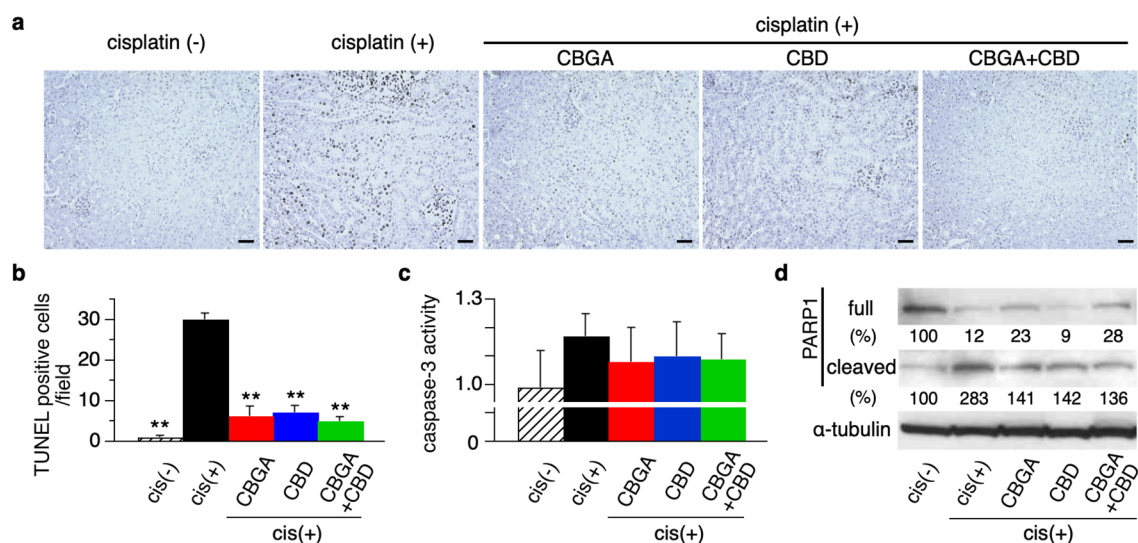 a
cisplatin (-)
cisplatin (+)
cisplatin (+)
CBGA
CBD
CBGA+CBD
b
TUNEL positive cells
/field
30
20
10
0
**
**
**
**
cis(-)
cis(+)
CBGA
CBD
CBGA
+CBD
cis(+)
c
caspase-3 activity
1.3
1.0
0
cis(-)
cis(+)
CBGA
CBD
CBGA
+CBD
cis(+)
d
PARP1
full
(%) 100 12 23 9 28
cleaved
(%) 100 283 141 142 136
α-tubulin
cis(-)
cis(+)
CBGA
CBD
CBGA
+CBD
cis(+)